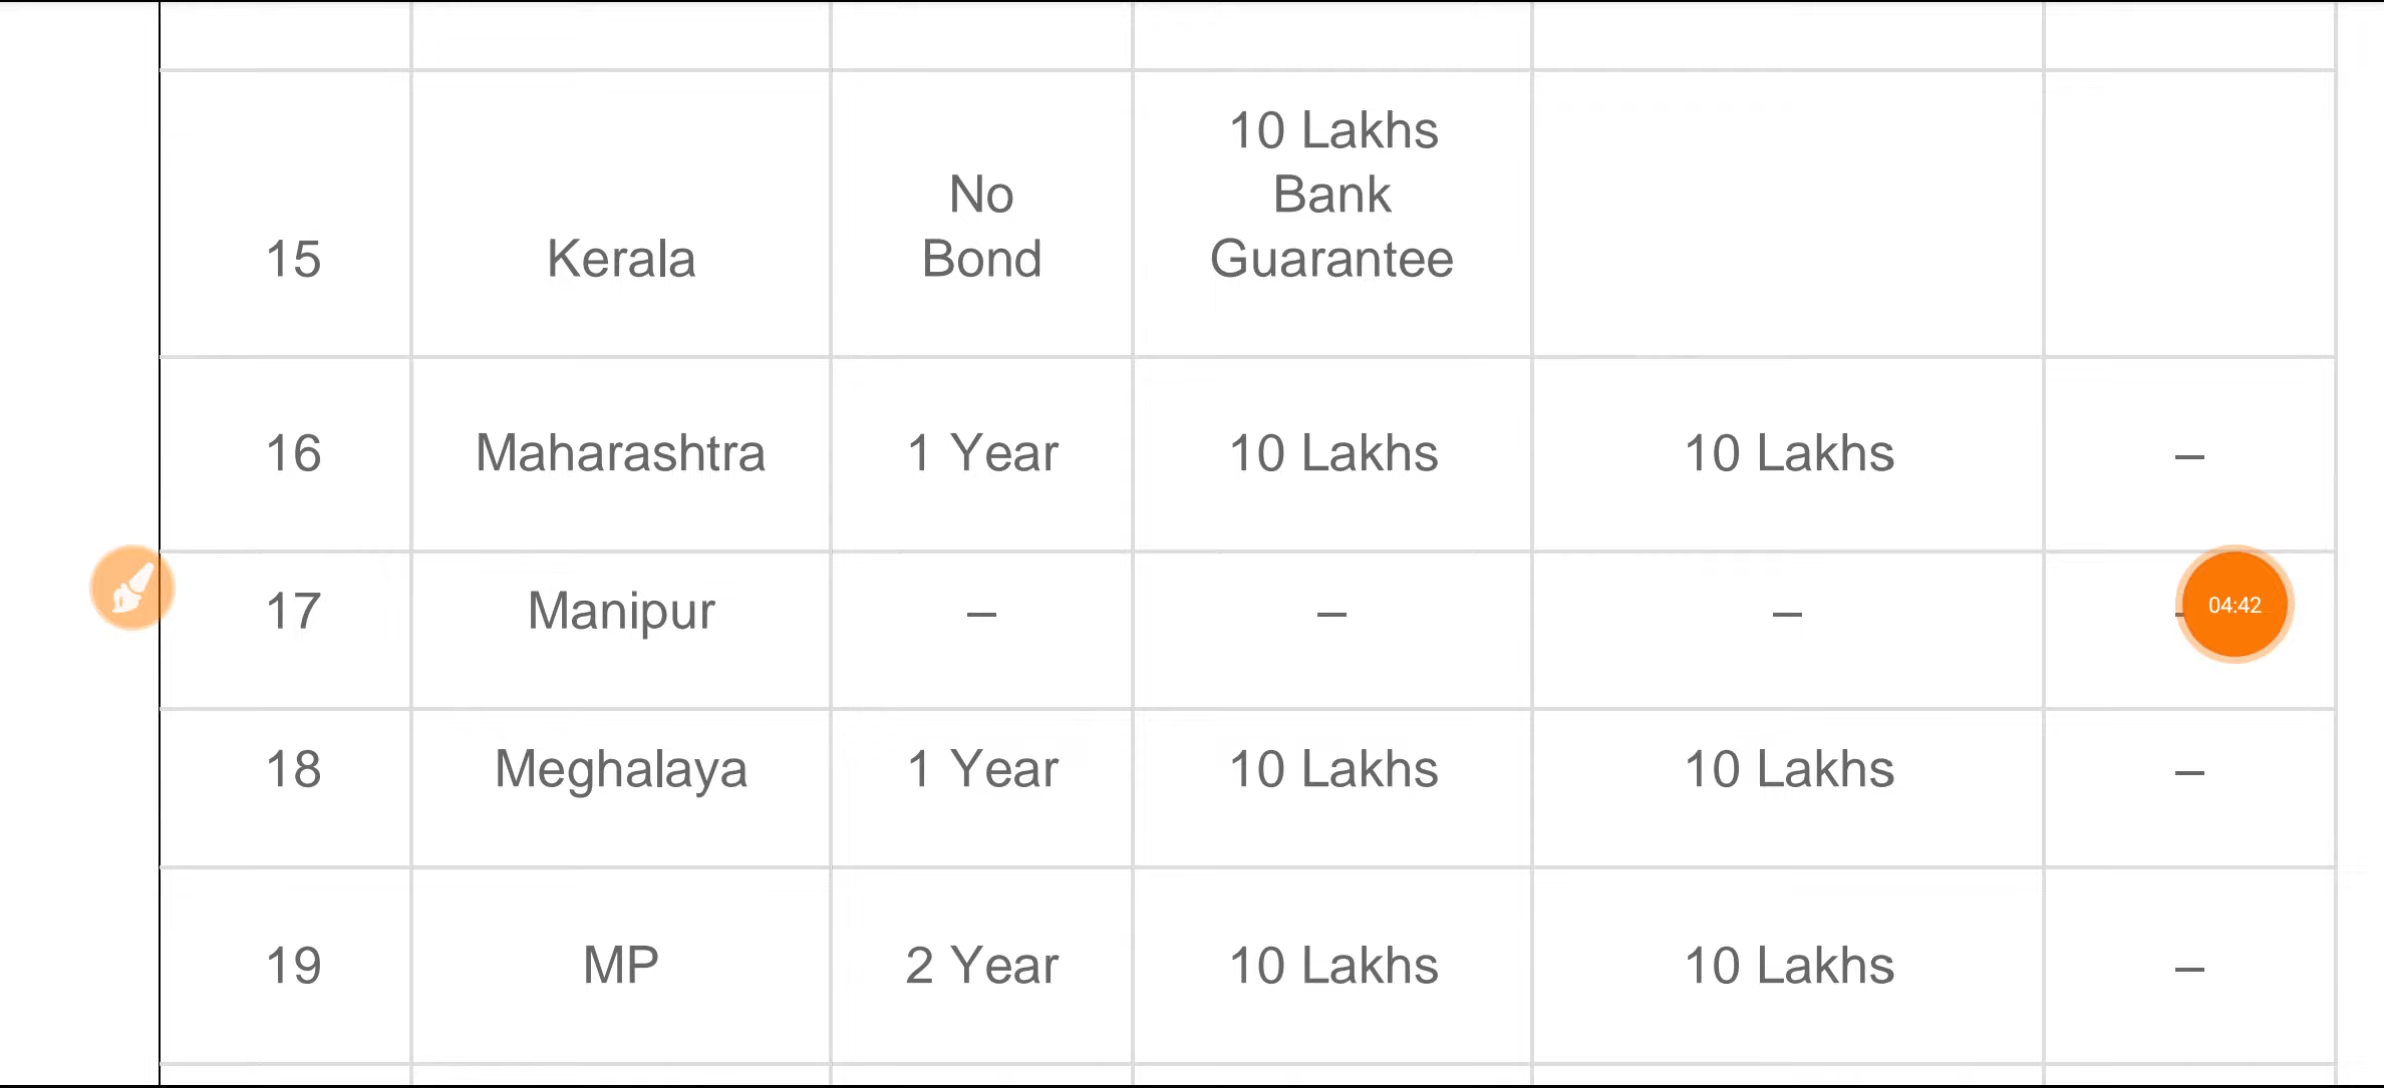 10 Lakhs
No Bank
15 Kerala Bond Guarantee
16 Maharashtra 1 Year 10 Lakhs 10 Lakhs –
17 Manipur – – – 04:42
18 Meghalaya 1 Year 10 Lakhs 10 Lakhs –
19 MP 2 Year 10 Lakhs 10 Lakhs –